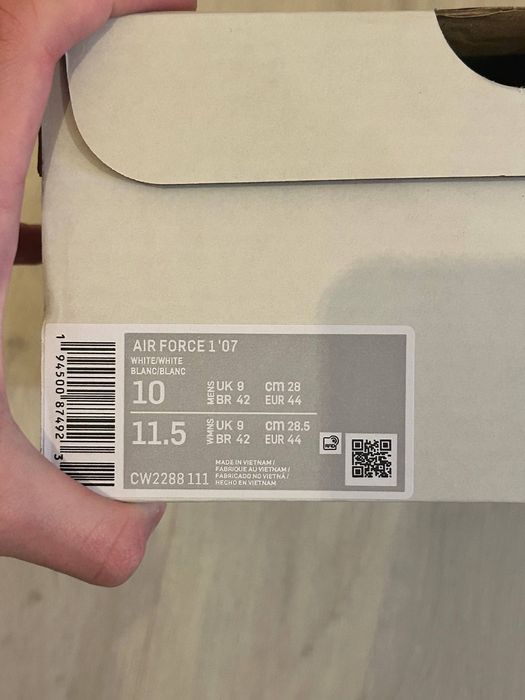 AIR FORCE 1 '07
WHITE/WHITE
BLANC/BLANC
10 MENS UK 9 cm 28
BR 42 EUR 44
11.5 WMNS UK 9 cm 28.5
BR 42 EUR 44
CW2288 111
MADE IN VIETNAM /
FABRIQUE AU VIETNAM /
FABRICADO NO VIETNÃ /
HECHO EN VIETNAM
RFID
1 94500 87492 3